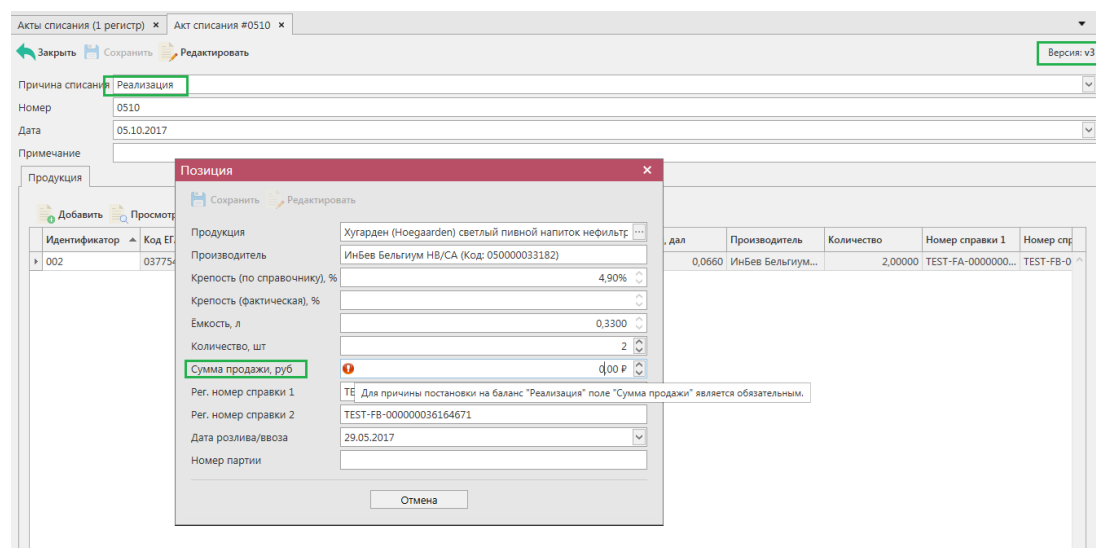 Акты списания (1 регистр) × Акт списания #0510 ×
Закрыть Сохранить Редактировать Версия: v3
Причина списания Реализация
Номер 0510
Дата 05.10.2017
Примечание
Продукция
Добавить Просмотр
Идентификатор Код ЕГ , дал Производитель Количество Номер справки 1 Номер спр
002 03775 0,0660 ИнБев Бельгиум... 2,00000 TEST-FA-0000000... TEST-FB-0
Позиция ×
Сохранить Редактировать
Продукция Хугарден (Hoegaarden) светлый пивной напиток нефильтр ...
Производитель ИнБев Бельгиум НВ/СА (Код: 050000033182)
Крепость (по справочнику), % 4,90%
Крепость (фактическая), %
Ёмкость, л 0,3300
Количество, шт 2
Сумма продажи, руб 0,00 ₽
Рег. номер справки 1 TE
Для причины постановки на баланс "Реализация" поле "Сумма продажи" является обязательным.
Рег. номер справки 2 TEST-FB-000000036164671
Дата розлива/ввоза 29.05.2017
Номер партии
Отмена